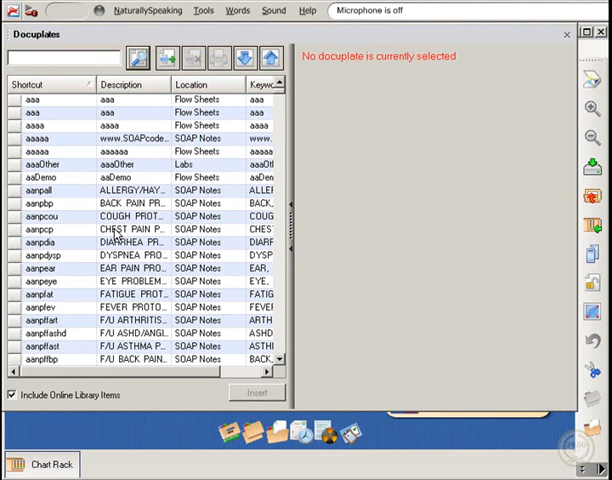 NaturallySpeaking Tools Words Sound Help Microphone is off
Docuplates
No docuplate is currently selected
Shortcut Description Location Keywo
aaa aaa Flow Sheets aaa
aaa aaa Flow Sheets aaa
aaaa aaaa Flow Sheets aaaa
aaaaa www.SOAPcode... SOAP Notes www.
aaaaa aaaaaa Flow Sheets aaaaa
aaaOther aaaOther Labs aaaOt
aaDemo aaDemo Flow Sheets aaDen
aanpall ALLERGY/HAY... SOAP Notes ALLEF
aanpbp BACK PAIN PR... SOAP Notes BACK
aanpcou COUGH PROT... SOAP Notes COUG
aanpcp CHEST PAIN P... SOAP Notes CHES
aanpdia DIARRHEA PR... SOAP Notes DIARF
aanpdysp DYSPNEA PRO... SOAP Notes DYSP
aanpear EAR PAIN PRO... SOAP Notes EAR,
aanpeye EYE PROBLEM... SOAP Notes EYE,
aanpfat FATIGUE PROT... SOAP Notes FATIG
aanpfev FEVER PROTO... SOAP Notes FEVEF
aanpffart F/U ARTHRITIS... SOAP Notes ARTH
aanpffashd F/U ASHD/ANGI... SOAP Notes ASHD
aanpffast F/U ASTHMA P... SOAP Notes ASTH
aanpffbp F/U BACK PAIN... SOAP Notes BACK,
Include Online Library Items Insert
Chart Rack